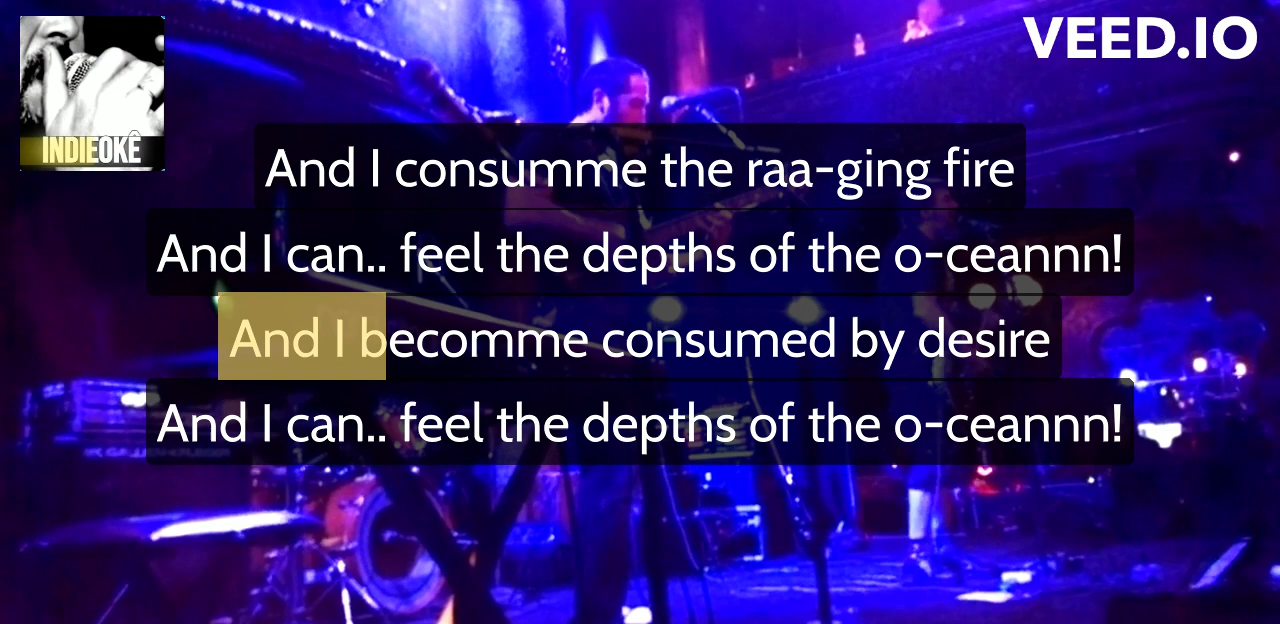 VEED.IO
INDIEOKÊ
And I consumme the raa-ging fire
And I can.. feel the depths of the o-ceannn!
And I becomme consumed by desire
And I can.. feel the depths of the o-ceannn!